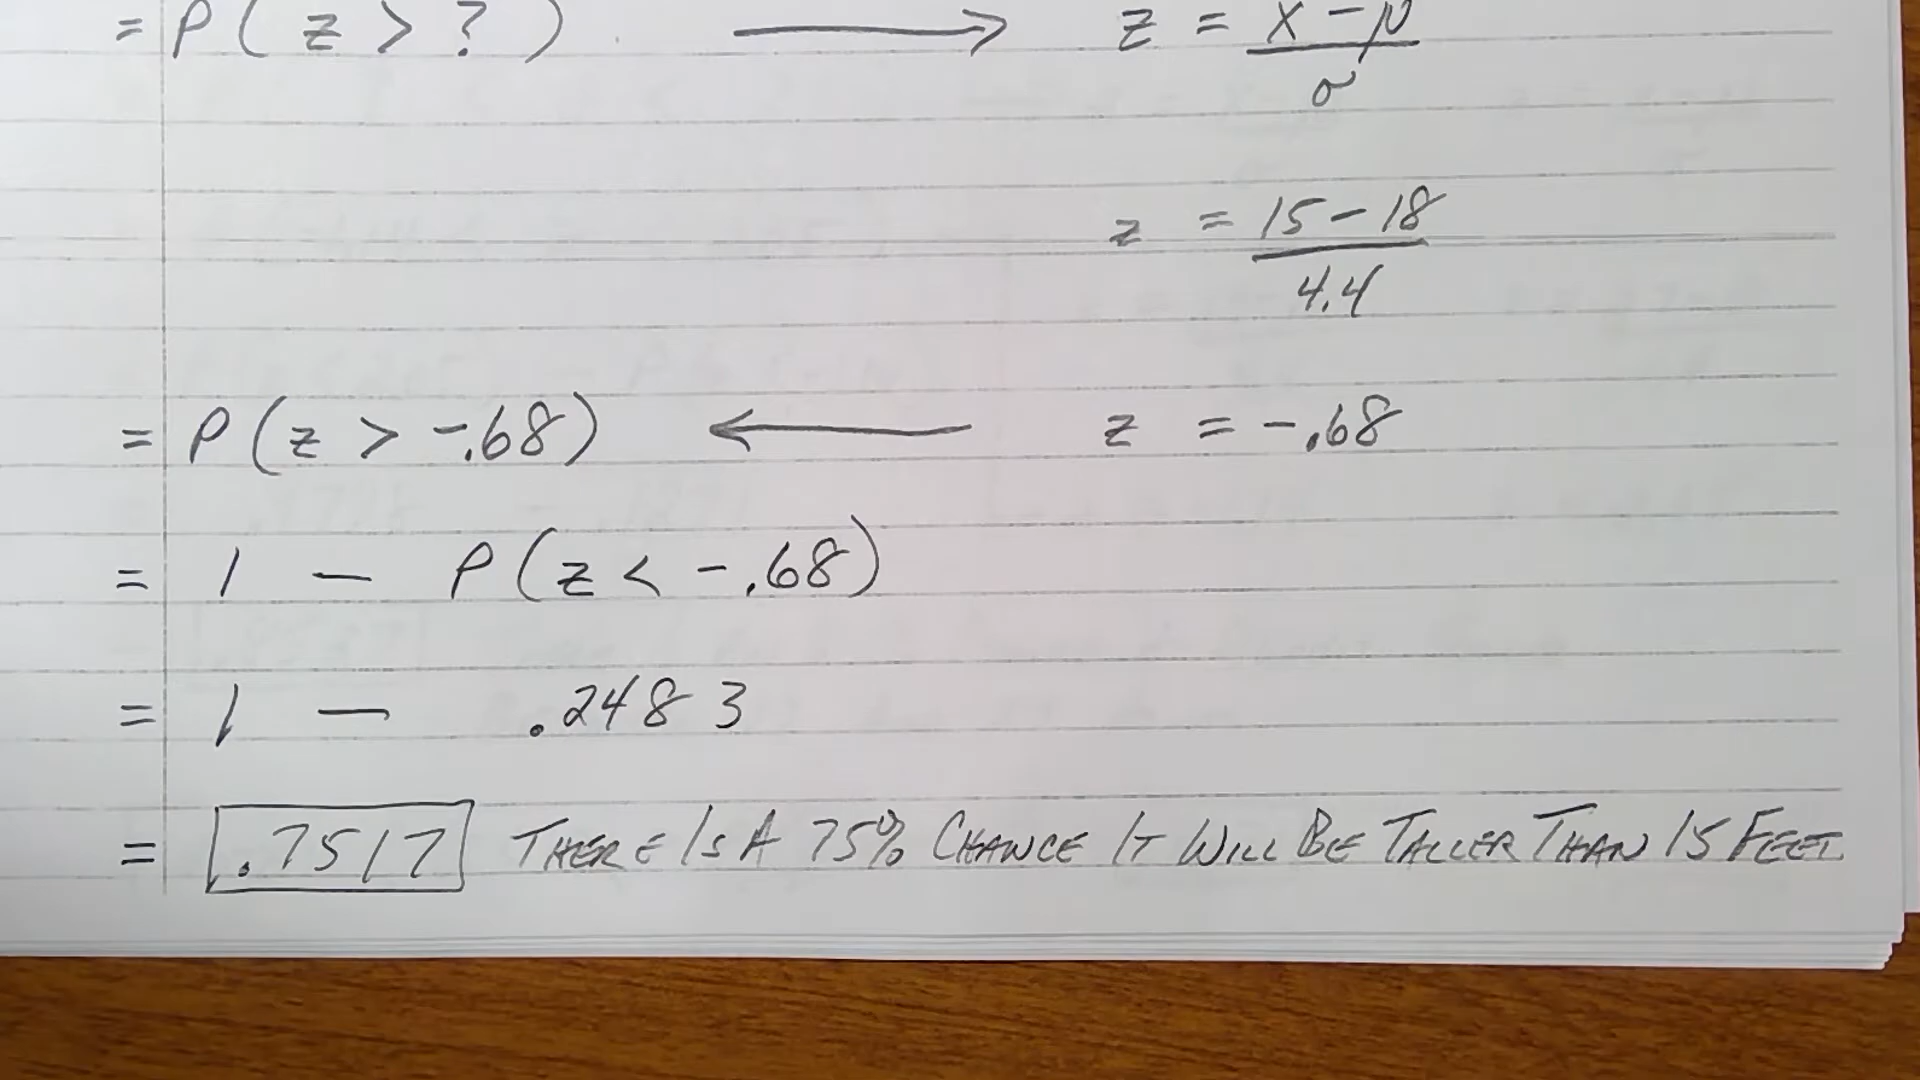 = P ( z > ? ) ⟶ z = x - μ
σ
z = 15 - 18
4.4
= P ( z > -.68 ) ⟵ z = -.68
= 1 - P ( z < -.68 )
= 1 - .2483
= .7517 THERE IS A 75% CHANCE IT WILL BE TALLER THAN 15 FEET.